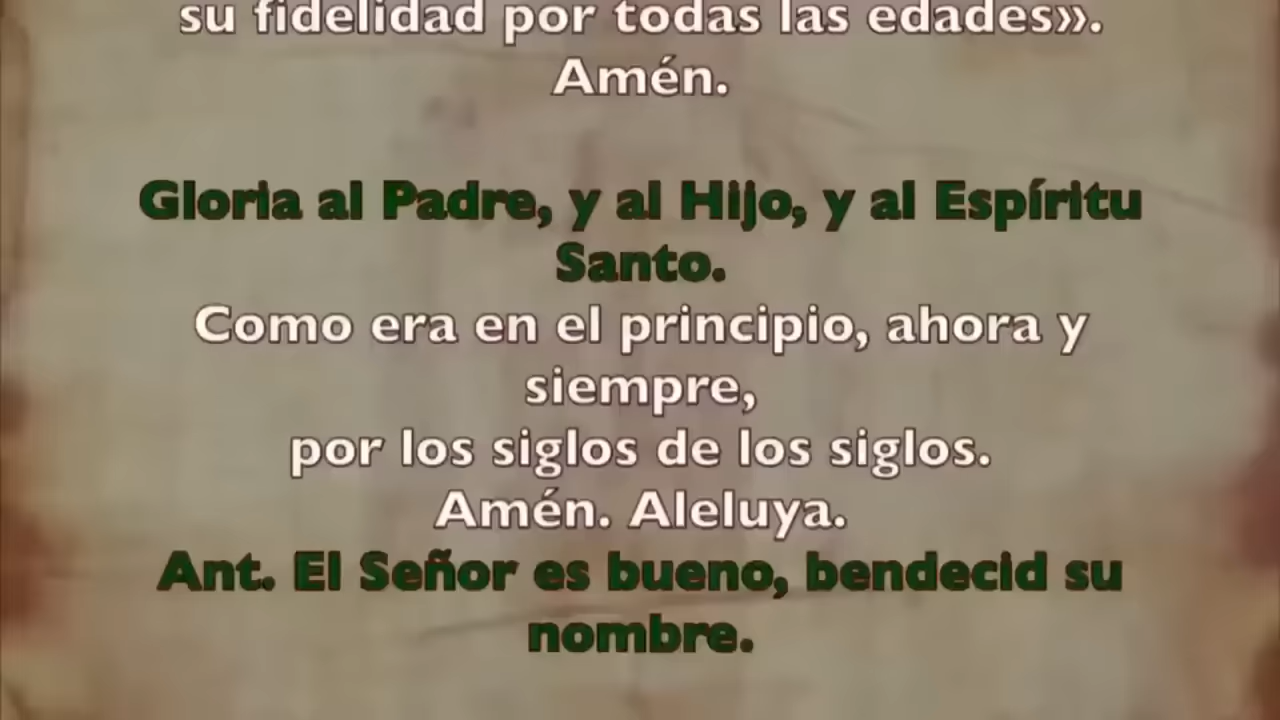 su fidelidad por todas las edades».
Amén.
Gloria al Padre, y al Hijo, y al Espíritu
Santo.
Como era en el principio, ahora y
siempre,
por los siglos de los siglos.
Amén. Aleluya.
Ant. El Señor es bueno, bendecid su
nombre.